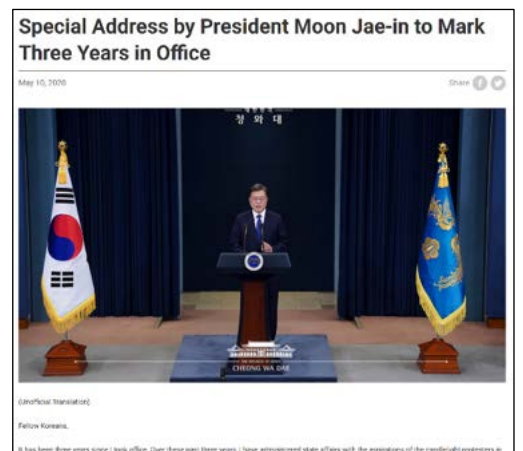 Special Address by President Moon Jae-in to Mark
Three Years in Office
May 10, 2020
Share
청 와 대
CHEONG WA DAE
(Unofficial Translation)
Fellow Koreans,
It has been three years since I took office. Over these past three years, I have administered state affairs with the aspirations of the candlelight protesters in